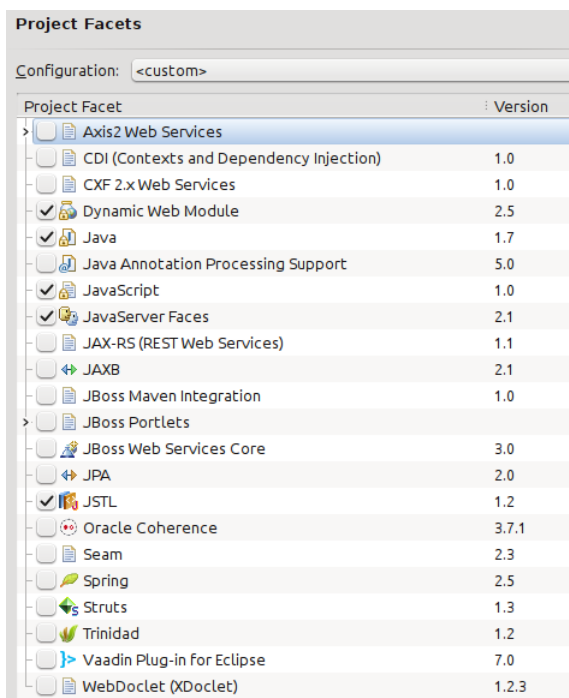 Project Facets
Configuration: <custom>
Project Facet Version
Axis2 Web Services
CDI (Contexts and Dependency Injection) 1.0
CXF 2.x Web Services 1.0
Dynamic Web Module 2.5
Java 1.7
Java Annotation Processing Support 5.0
JavaScript 1.0
JavaServer Faces 2.1
JAX-RS (REST Web Services) 1.1
JAXB 2.1
JBoss Maven Integration 1.0
JBoss Portlets
JBoss Web Services Core 3.0
JPA 2.0
JSTL 1.2
Oracle Coherence 3.7.1
Seam 2.3
Spring 2.5
Struts 1.3
Trinidad 1.2
Vaadin Plug-in for Eclipse 7.0
WebDoclet (XDoclet) 1.2.3